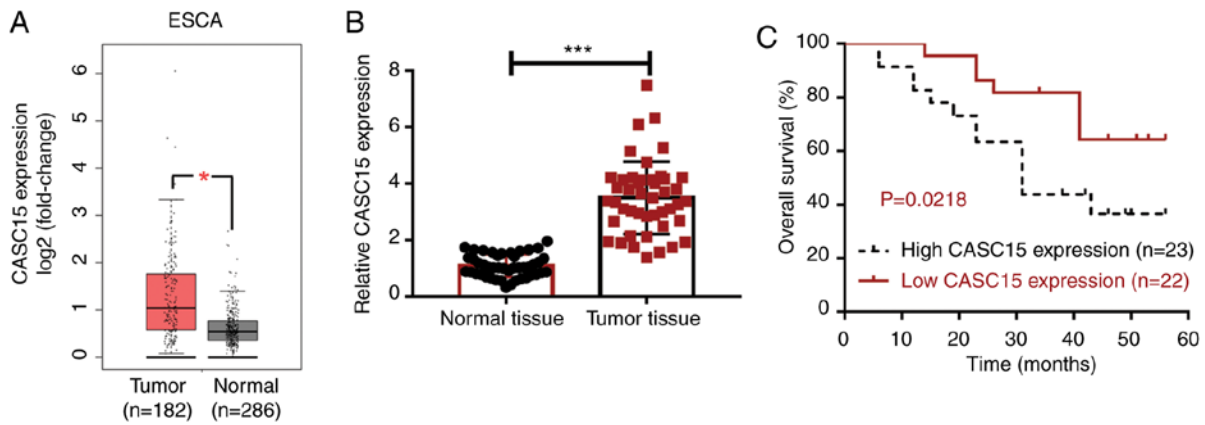 A
ESCA
CASC15 expression
log2 (fold-change)
6
5
4
3
2
1
0
*
Tumor
(n=182)
Normal
(n=286)
B
***
Relative CASC15 expression
8
6
4
2
0
Normal tissue
Tumor tissue
C
Overall survival (%)
100
80
60
40
20
0
P=0.0218
High CASC15 expression (n=23)
Low CASC15 expression (n=22)
0 10 20 30 40 50 60
Time (months)